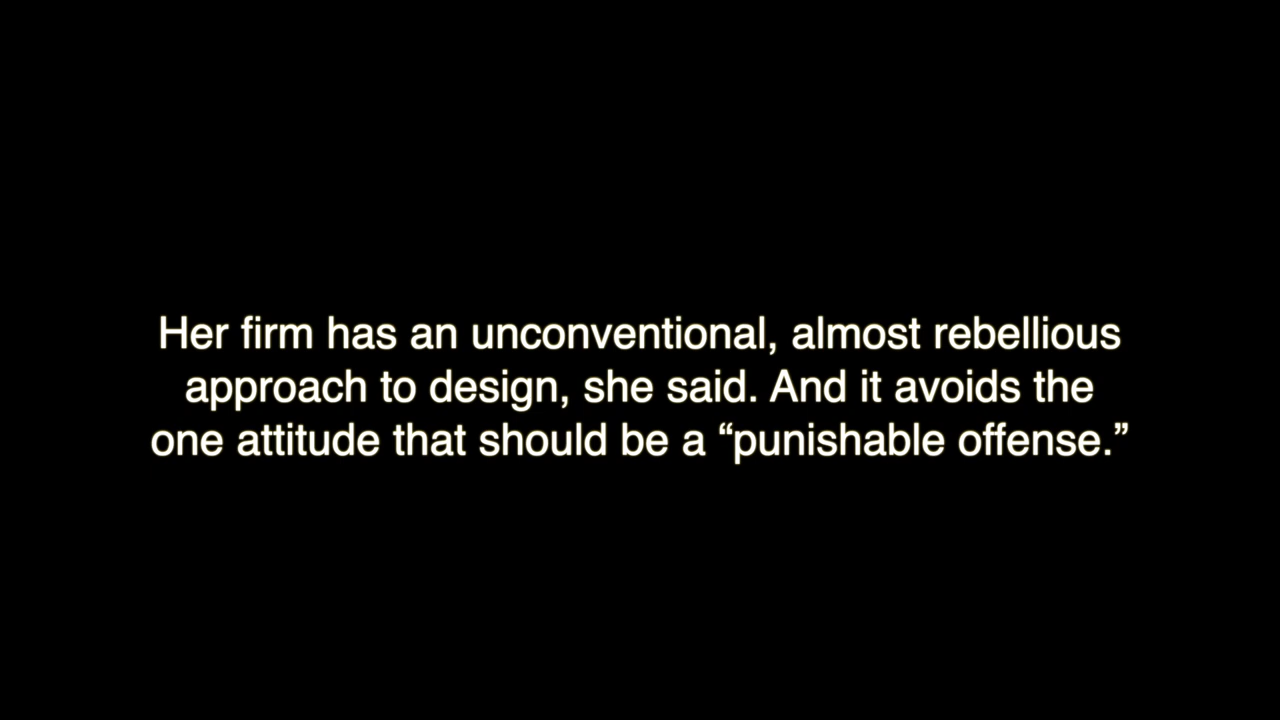 Her firm has an unconventional, almost rebellious
approach to design, she said. And it avoids the
one attitude that should be a “punishable offense.”